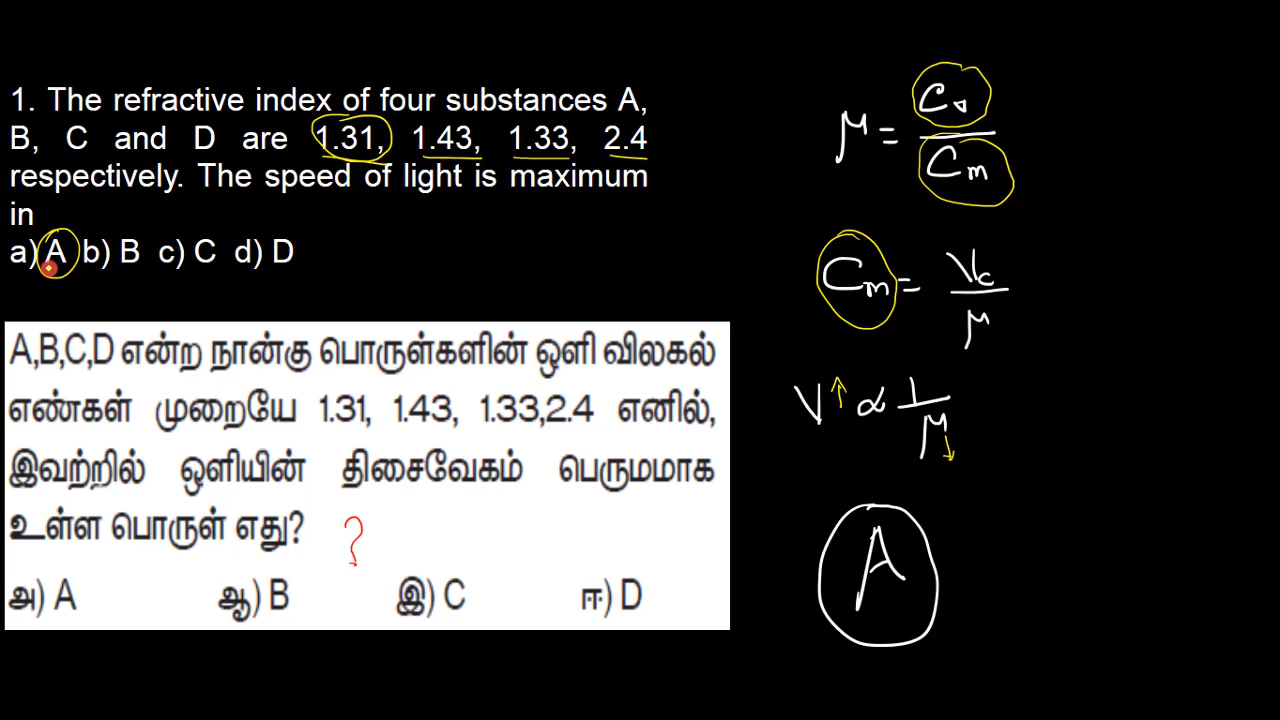 1. The refractive index of four substances A,
B, C and D are 1.31, 1.43, 1.33, 2.4
respectively. The speed of light is maximum
in
a) A b) B c) C d) D
A,B,C,D என்ற நான்கு பொருள்களின் ஒளி விலகல்
எண்கள் முறையே 1.31, 1.43, 1.33,2.4 எனில்,
இவற்றில் ஒளியின் திசைவேகம் பெருமமாக
உள்ள பொருள் எது? ?
அ) A ஆ) B இ) C ஈ) D
μ = Cv / Cm
Cm = Vc / μ
V ↑ ∝ 1 / μ ↓
A